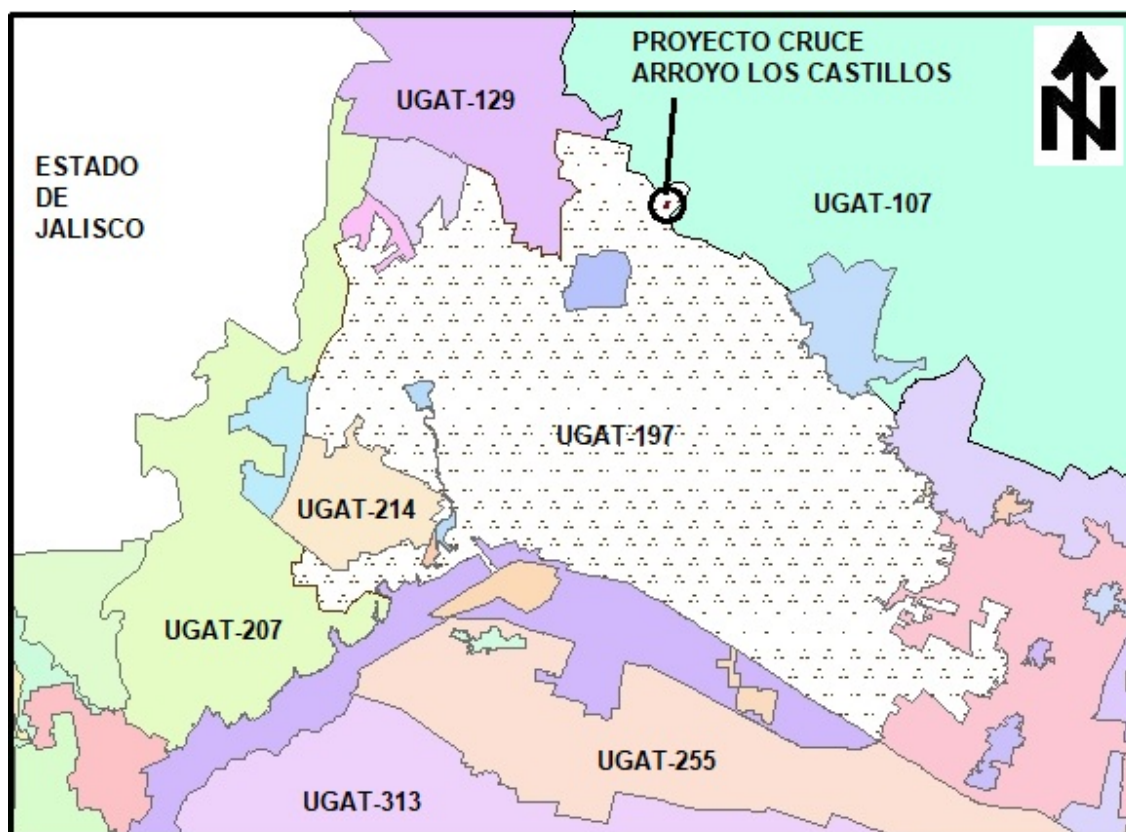 PROYECTO CRUCE
ARROYO LOS CASTILLOS
N
UGAT-129
ESTADO
DE
JALISCO
UGAT-107
UGAT-197
UGAT-214
UGAT-207
UGAT-255
UGAT-313